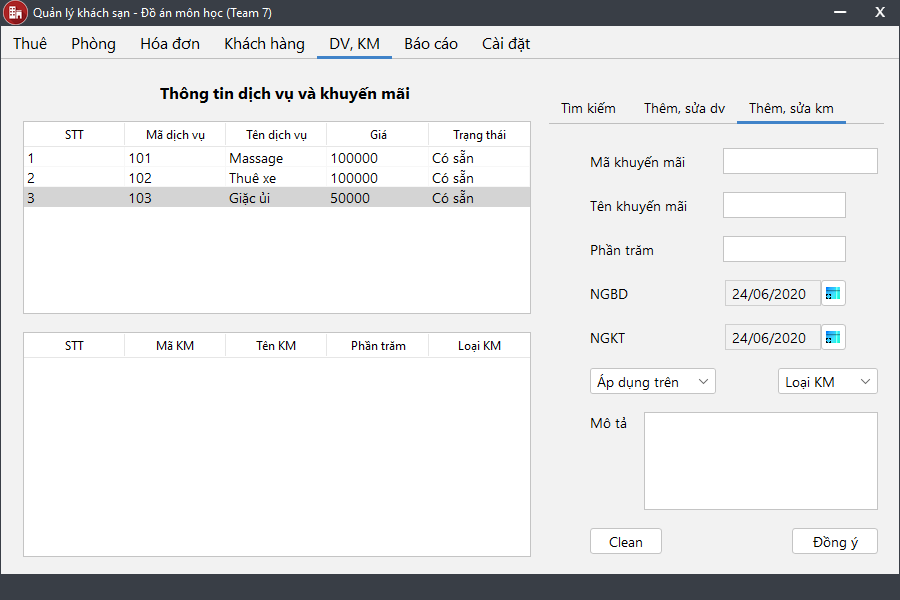 Quản lý khách sạn - Đồ án môn học (Team 7)
X
Thuê Phòng Hóa đơn Khách hàng DV, KM Báo cáo Cài đặt
Thông tin dịch vụ và khuyến mãi
STT Mã dịch vụ Tên dịch vụ Giá Trạng thái
1 101 Massage 100000 Có sẵn
2 102 Thuê xe 100000 Có sẵn
3 103 Giặc ủi 50000 Có sẵn
STT Mã KM Tên KM Phần trăm Loại KM
Tìm kiếm Thêm, sửa dv Thêm, sửa km
Mã khuyến mãi
Tên khuyến mãi
Phần trăm
NGBD 24/06/2020
NGKT 24/06/2020
Áp dụng trên Loại KM
Mô tả
Clean Đồng ý